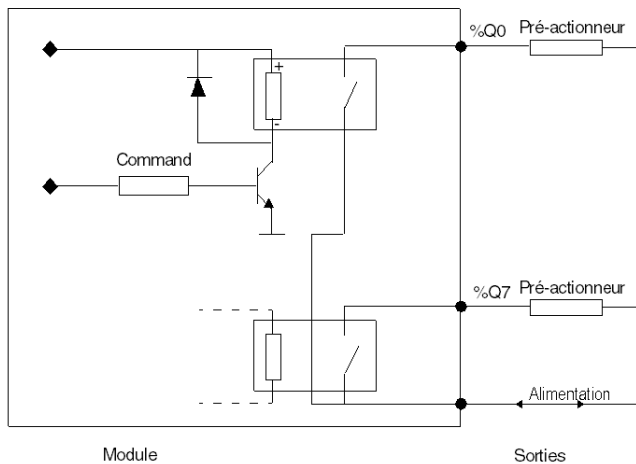 %Q0
Pré-actionneur
+
-
Command
%Q7
Pré-actionneur
Alimentation
Module
Sorties